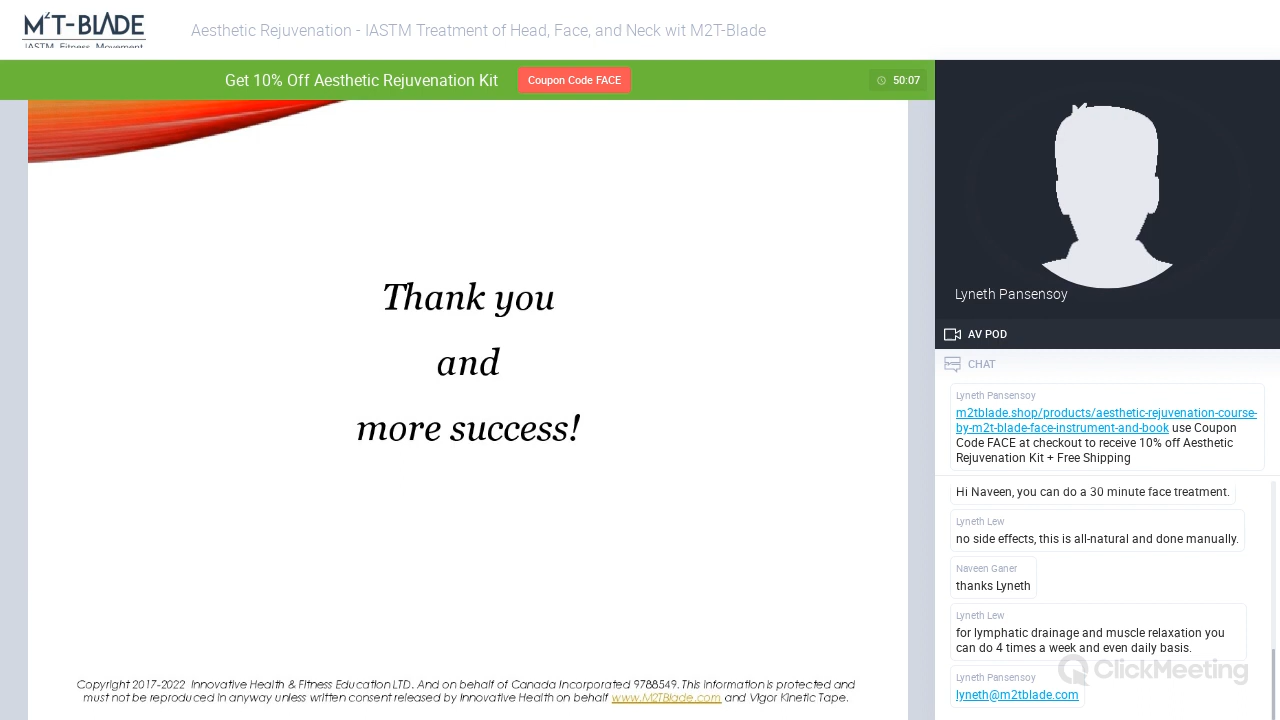 M2T-BLADE
IASTM Fitness Movement
Aesthetic Rejuvenation - IASTM Treatment of Head, Face, and Neck wit M2T-Blade
Get 10% Off Aesthetic Rejuvenation Kit
Coupon Code FACE
50:07
Thank you
and
more success!
Copyright 2017-2022 Innovative Health & Fitness Education LTD. And on behalf of Canada Incorporated 9788549. This information is protected and
must not be reproduced in anyway unless written consent released by Innovative Health on behalf www.M2TBlade.com and Vigor Kinetic Tape.
Lyneth Pansensoy
AV POD
CHAT
Lyneth Pansensoy
m2tblade.shop/products/aesthetic-rejuvenation-course-
by-m2t-blade-face-instrument-and-book use Coupon
Code FACE at checkout to receive 10% off Aesthetic
Rejuvenation Kit + Free Shipping
Hi Naveen, you can do a 30 minute face treatment.
Lyneth Lew
no side effects, this is all-natural and done manually.
Naveen Ganer
thanks Lyneth
Lyneth Lew
for lymphatic drainage and muscle relaxation you
can do 4 times a week and even daily basis.
ClickMeeting
Lyneth Pansensoy
lyneth@m2tblade.com